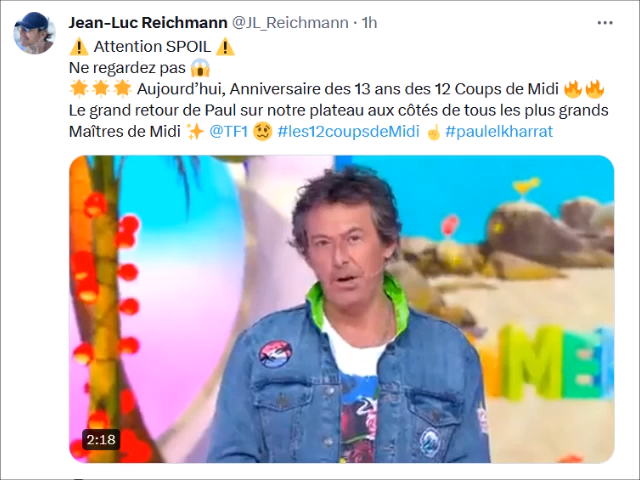 Jean-Luc Reichmann @JL_Reichmann · 1h
⚠️ Attention SPOIL ⚠️
Ne regardez pas 😱
🌟🌟🌟 Aujourd’hui, Anniversaire des 13 ans des 12 Coups de Midi 🔥🔥
Le grand retour de Paul sur notre plateau aux côtés de tous les plus grands
Maîtres de Midi ✨ @TF1 🥴 #les12coupsdeMidi ☝️ #paulelkharrat
MER
2:18